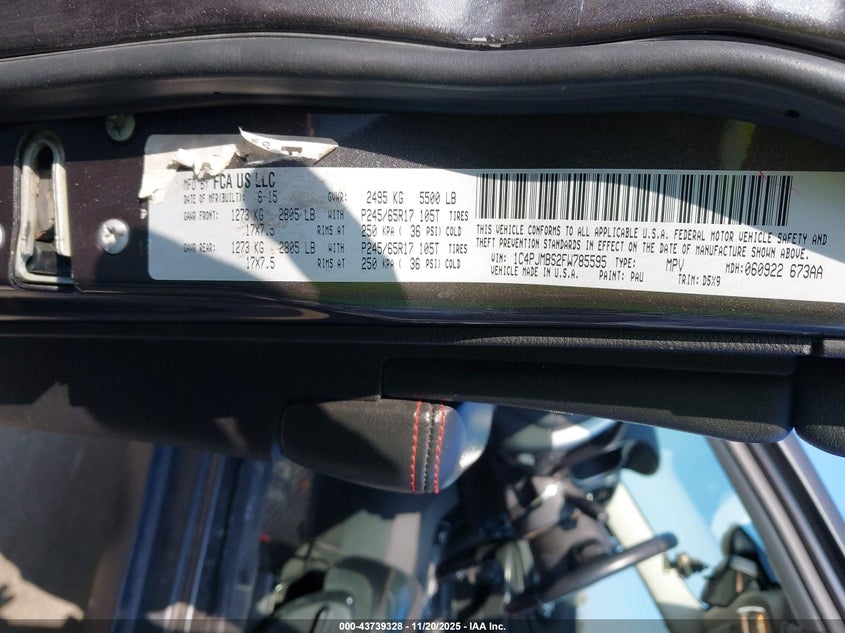 MFD BY FCA US LLC
DATE OF MFR(BUILT): 6-15 GVWR: 2495 KG 5500 LB
GAWR FRONT: 1273 KG 2805 LB WITH P245/65R17 105T TIRES
17X7.5 RIMS AT 250 KPA ( 36 PSI) COLD
GAWR REAR: 1273 KG 2805 LB WITH P245/65R17 105T TIRES
17X7.5 RIMS AT 250 KPA ( 36 PSI) COLD
THIS VEHICLE CONFORMS TO ALL APPLICABLE U.S.A. FEDERAL MOTOR VEHICLE SAFETY AND
THEFT PREVENTION STANDARDS IN EFFECT ON THE DATE OF MANUFACTURE SHOWN ABOVE.
VIN: 1C4PJMBS2FW785595 TYPE: MPV MDH: 060922 673AA
VEHICLE MADE IN U.S.A. PAINT: PAU TRIM: D5X9
000-43739328 - 11/20/2025 - IAA Inc.